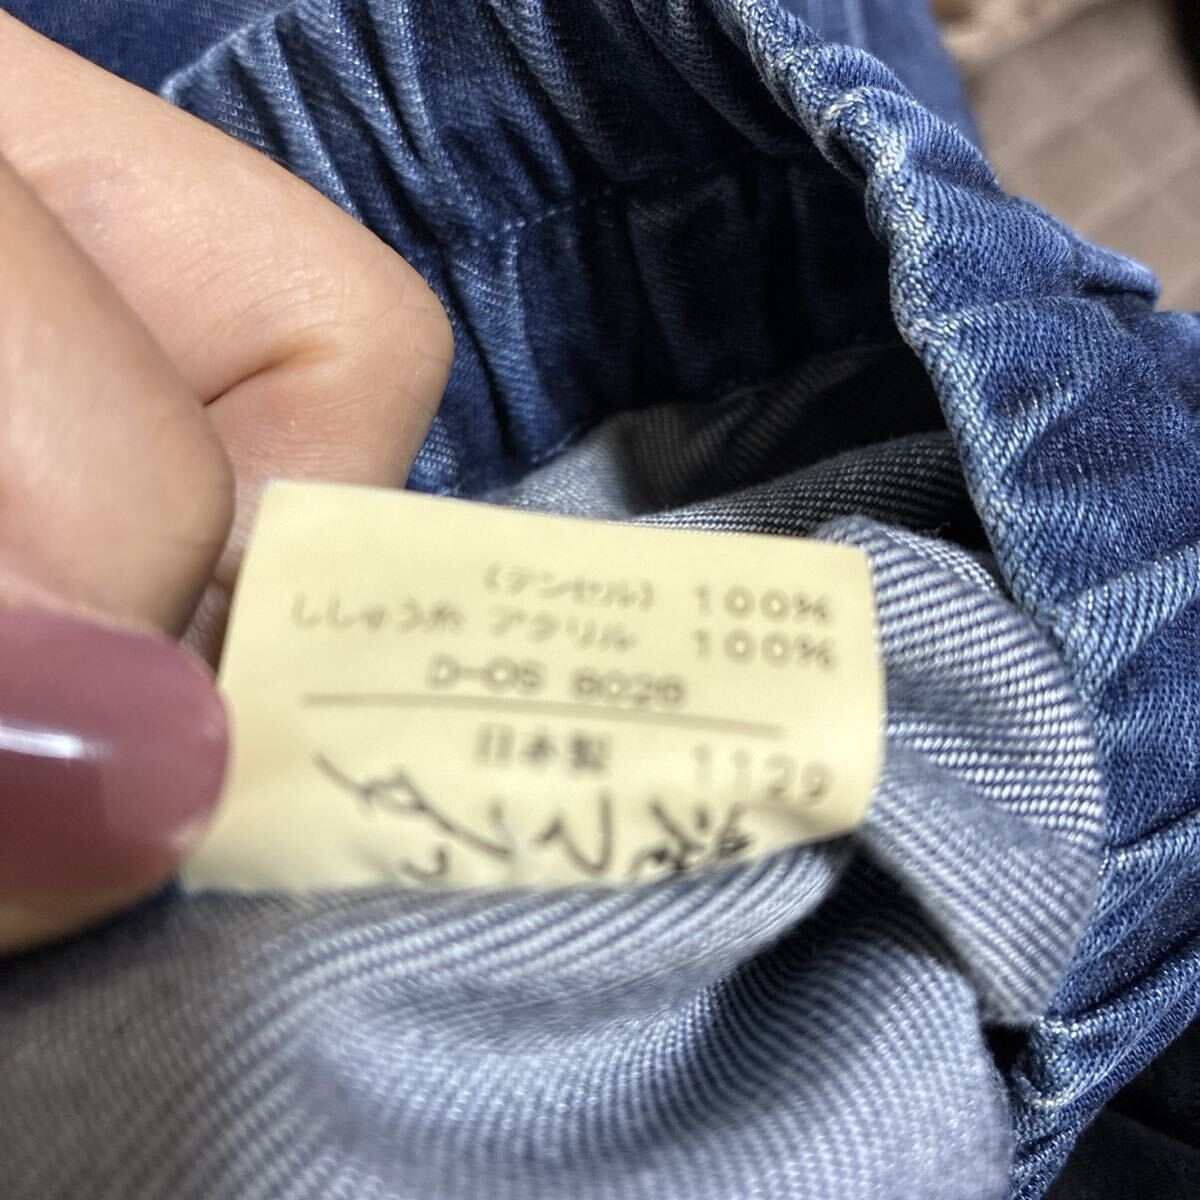 (テンセル) 100%
ししゅう糸 アクリル 100%
D-OS 8028
日本製 1129